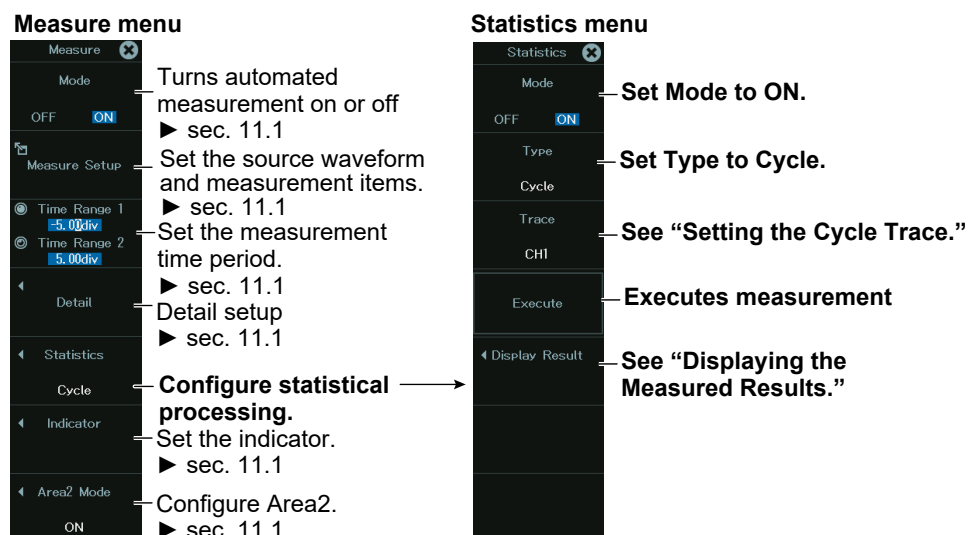 Measure menu
Measure
Mode
OFF ON
Turns automated
measurement on or off
► sec. 11.1
Measure Setup
Set the source waveform
and measurement items.
► sec. 11.1
Time Range 1
-5.00div
Time Range 2
5.00div
Set the measurement
time period.
► sec. 11.1
Detail
Detail setup
► sec. 11.1
Statistics
Cycle
Configure statistical
processing.
Indicator
Set the indicator.
► sec. 11.1
Area2 Mode
ON
Configure Area2.
► sec. 11.1
Statistics menu
Statistics
Mode
OFF ON
Set Mode to ON.
Type
Cycle
Set Type to Cycle.
Trace
CH1
See “Setting the Cycle Trace.”
Execute
Executes measurement
Display Result
See “Displaying the
Measured Results.”